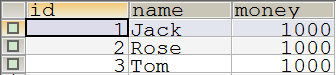 id name money
1 Jack 1000
2 Rose 1000
3 Tom 1000